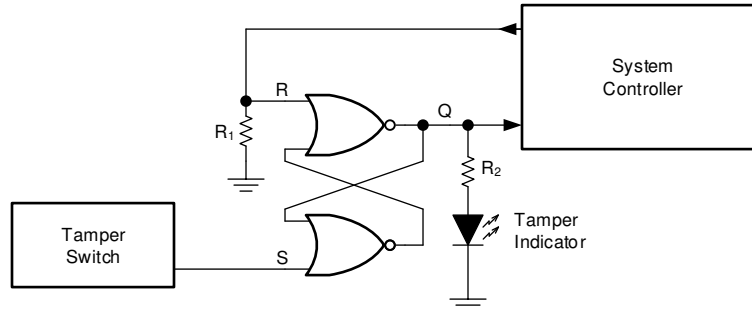 System
Controller
R
Q
R1
R2
Tamper
Switch
Tamper
Indicator
S